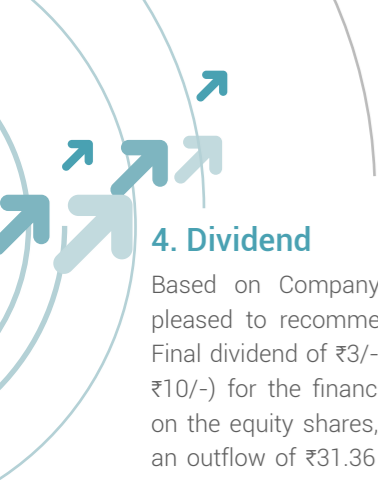 4. Dividend
Based on Company
pleased to recomme
Final dividend of ₹3/-
₹10/-) for the financ
on the equity shares,
an outflow of ₹31.36